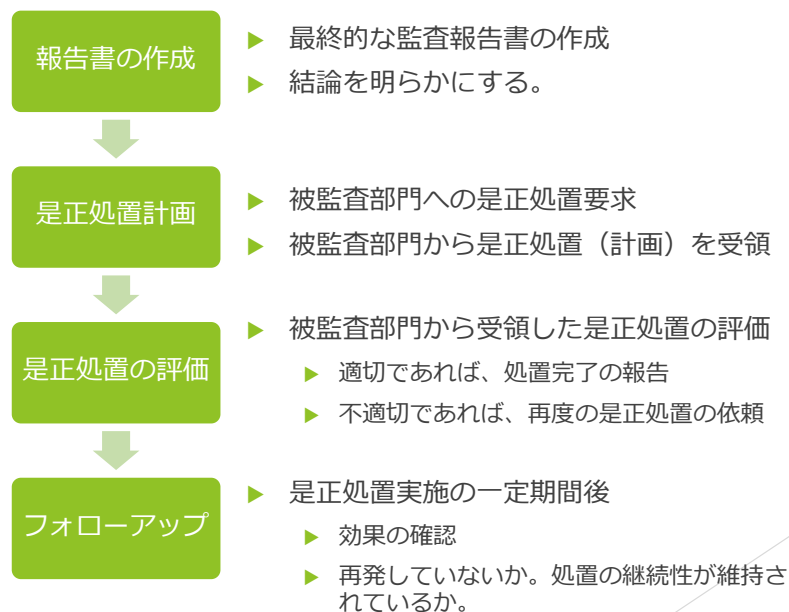 報告書の作成
最終的な監査報告書の作成
結論を明らかにする。
是正処置計画
被監査部門への是正処置要求
被監査部門から是正処置（計画）を受領
是正処置の評価
被監査部門から受領した是正処置の評価
適切であれば、処置完了の報告
不適切であれば、再度の是正処置の依頼
フォローアップ
是正処置実施の一定期間後
効果の確認
再発していないか。処置の継続性が維持さ
れているか。